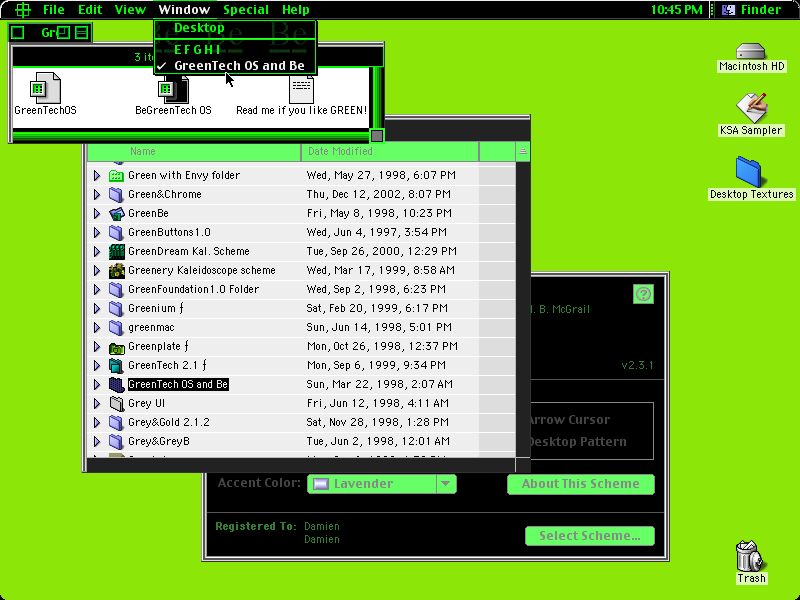 File Edit View Window Special Help 10:45 PM Finder
Desktop
E F G H I
✓ GreenTech OS and Be
Be
GreenTechOS BeGreenTech OS Read me if you like GREEN!
Macintosh HD
KSA Sampler
Desktop Textures
Trash
Name Date Modified
Green with Envy folder Wed, May 27, 1998, 6:07 PM
Green&Chrome Thu, Dec 12, 2002, 8:07 PM
GreenBe Fri, May 8, 1998, 10:23 PM
GreenButtons1.0 Wed, Jun 4, 1997, 3:54 PM
GreenDream Kal. Scheme Tue, Sep 26, 2000, 12:29 PM
Greenery Kaleidoscope scheme Wed, Mar 17, 1999, 8:58 AM
GreenFoundation1.0 Folder Wed, Sep 2, 1998, 6:23 PM
Greenium ƒ Sat, Feb 20, 1999, 6:17 PM
greenmac Sun, Jun 14, 1998, 5:01 PM
Greenplate ƒ Mon, Oct 26, 1998, 12:37 PM
GreenTech 2.1 ƒ Mon, Sep 6, 1999, 9:34 PM
GreenTech OS and Be Sun, Mar 22, 1998, 2:07 AM
Grey UI Fri, Jun 12, 1998, 4:11 AM
Grey&Gold 2.1.2 Sat, Nov 28, 1998, 1:28 PM
Grey&GreyB Tue, Jun 2, 1998, 12:01 AM
B. McGrail
v2.3.1
Arrow Cursor
Desktop Pattern
Accent Color: Lavender About This Scheme
Registered To: Damien
Damien
Select Scheme...